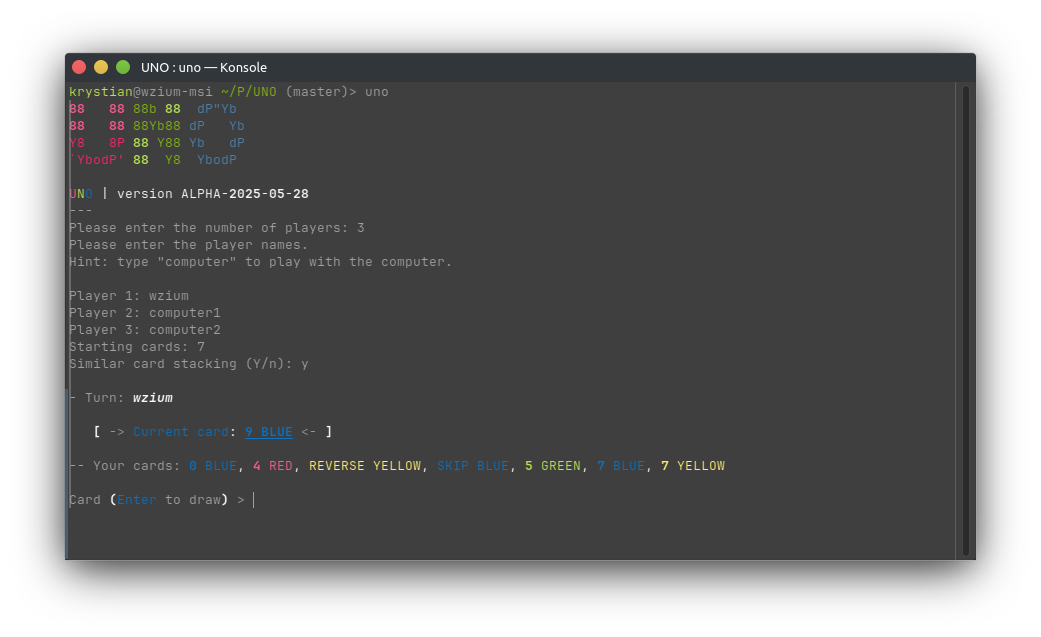 UNO : uno — Konsole
krystian@wzium-msi ~/P/UNO (master)> uno
88   88 88b 88  dP"Yb
88   88 88Yb88 dP   Yb
Y8   8P 88 Y88 Yb   dP
`YbodP' 88  Y8  YbodP
UNO | version ALPHA-2025-05-28
---
Please enter the number of players: 3
Please enter the player names.
Hint: type "computer" to play with the computer.
Player 1: wzium
Player 2: computer1
Player 3: computer2
Starting cards: 7
Similar card stacking (Y/n): y
- Turn: wzium
[ -> Current card: 9 BLUE <- ]
-- Your cards: 0 BLUE, 4 RED, REVERSE YELLOW, SKIP BLUE, 5 GREEN, 7 BLUE, 7 YELLOW
Card (Enter to draw) >